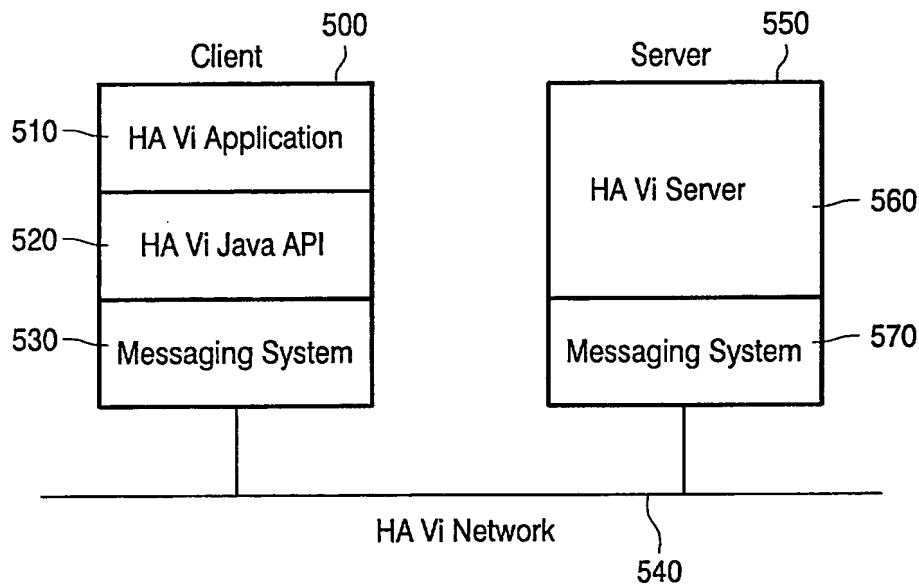 500
550
Client
Server
510
HA Vi Application
520
HA Vi Java API
HA Vi Server
560
530
Messaging System
Messaging System
570
HA Vi Network
540